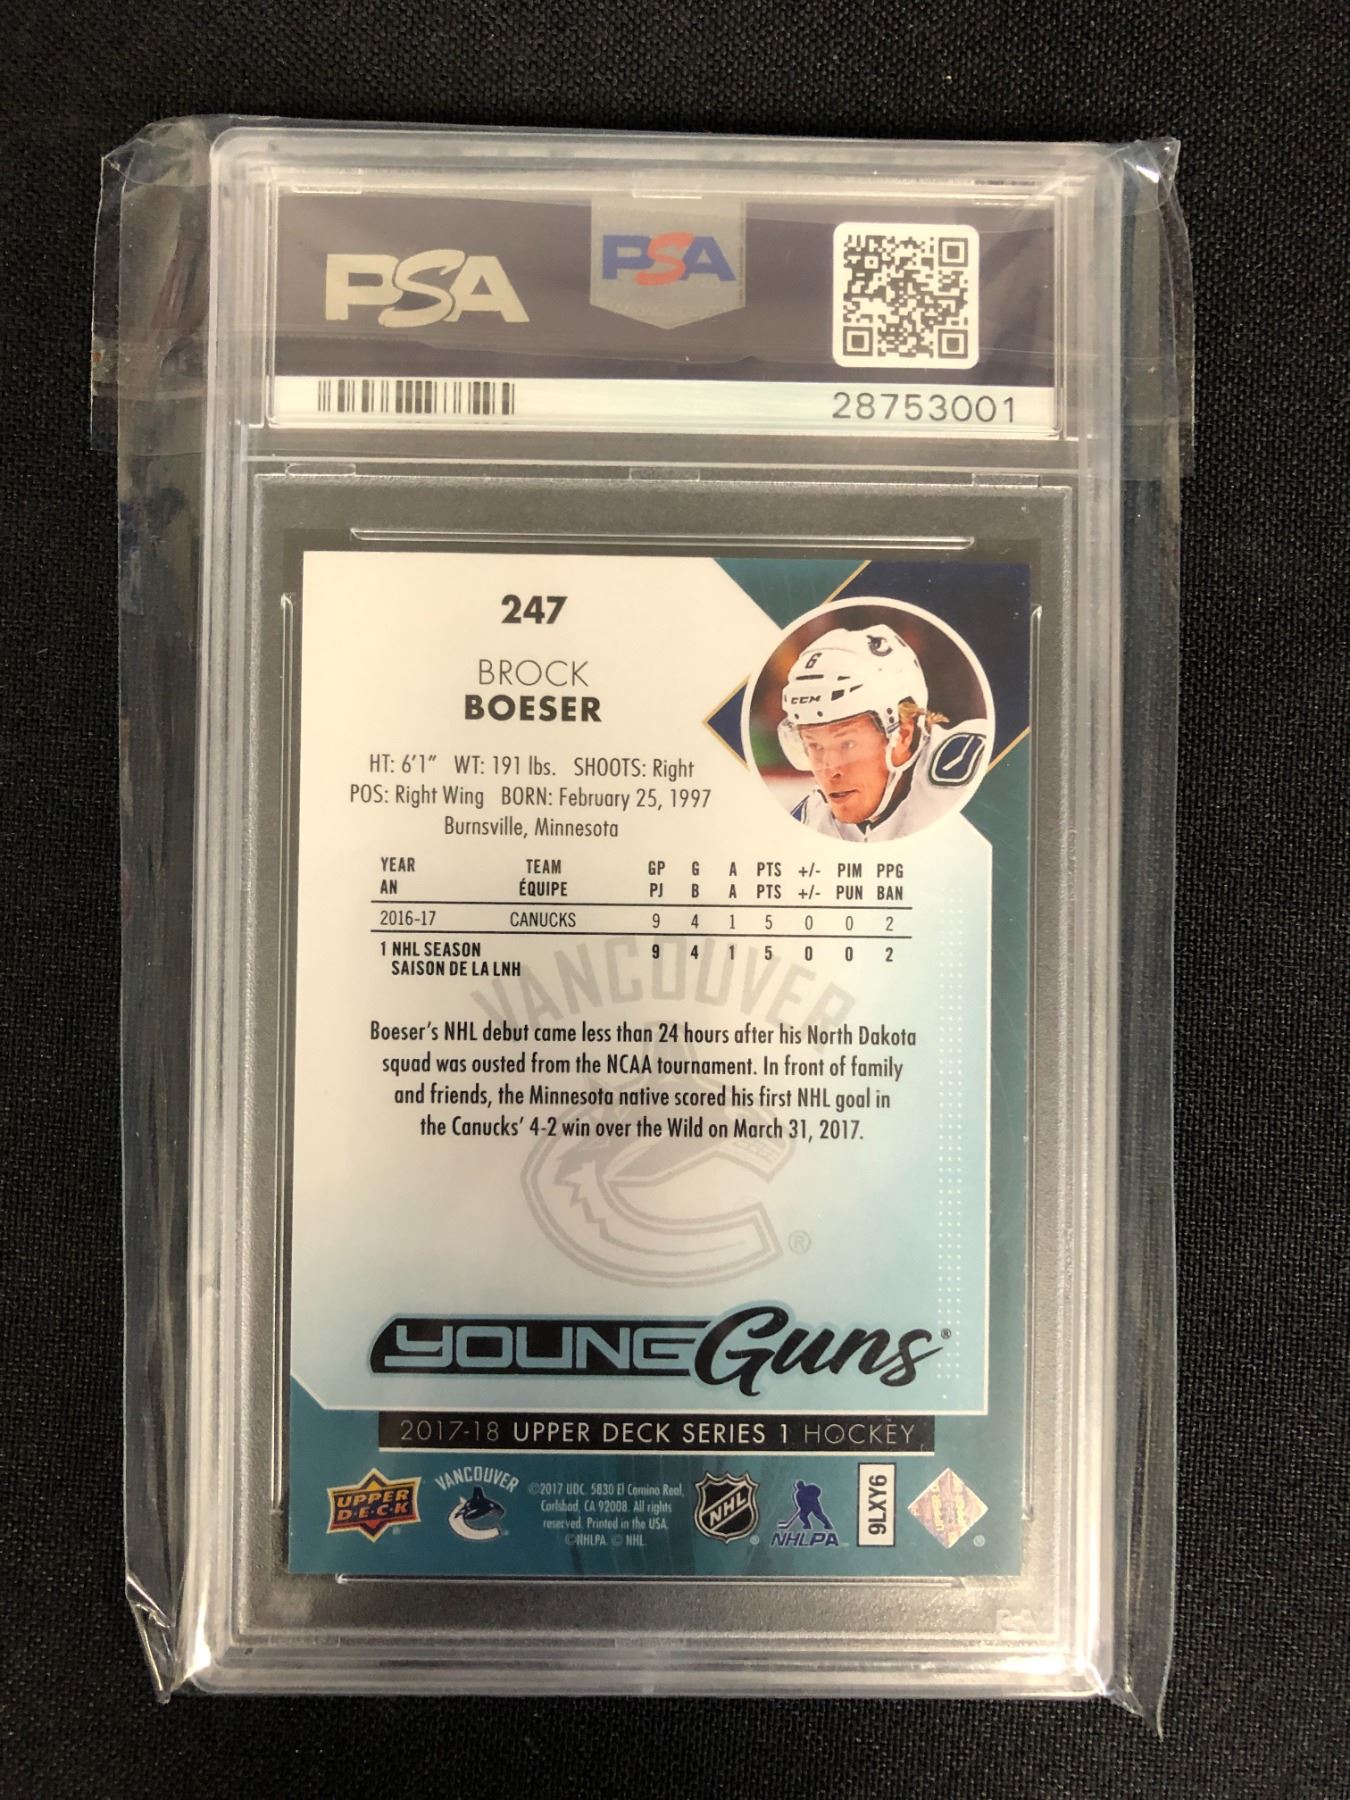 PSA
PSA
28753001
247
BROCK
BOESER
6
CCM
HT: 6'1" WT: 191 lbs. SHOOTS: Right
POS: Right Wing BORN: February 25, 1997
Burnsville, Minnesota
YEAR TEAM GP G A PTS +/- PIM PPG
AN ÉQUIPE PJ B A PTS +/- PUN BAN
2016-17 CANUCKS 9 4 1 5 0 0 2
1 NHL SEASON 9 4 1 5 0 0 2
SAISON DE LA LNH
VANCOUVER
Boeser's NHL debut came less than 24 hours after his North Dakota
squad was ousted from the NCAA tournament. In front of family
and friends, the Minnesota native scored his first NHL goal in
the Canucks' 4-2 win over the Wild on March 31, 2017.
®
YOUNG Guns®
2017-18 UPPER DECK SERIES 1 HOCKEY
UPPER
D·E·C·K
®
VANCOUVER
©2017 UDC. 5830 El Camino Real,
Carlsbad, CA 92008. All rights
reserved. Printed in the USA.
©NHLPA. © NHL.
NHL
®
NHLPA
9LXY6
®